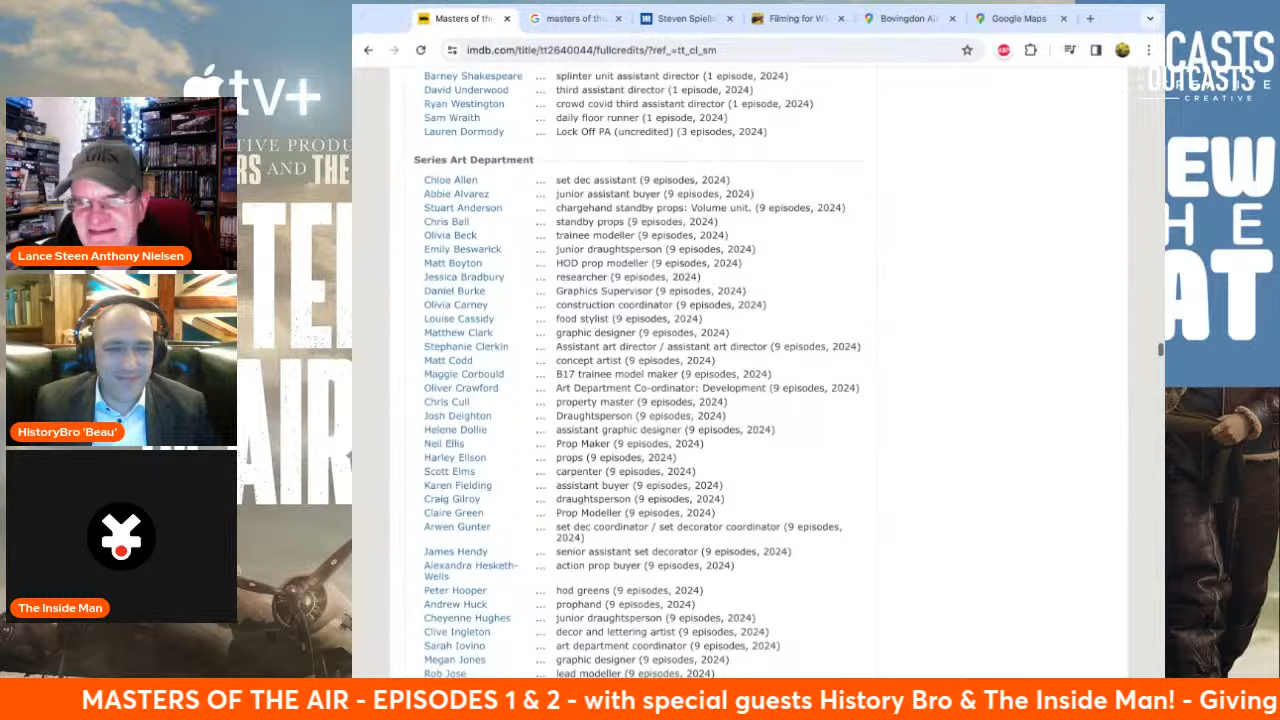 Masters of the
masters of the
Steven Spielb
Filming for W
Bovingdon Ai
Google Maps
imdb.com/title/tt2640044/fullcredits/?ref_=tt_cl_sm
Barney Shakespeare ... splinter unit assistant director (1 episode, 2024)
David Underwood ... third assistant director (1 episode, 2024)
Ryan Westington ... crowd covid third assistant director (1 episode, 2024)
Sam Wraith ... daily floor runner (1 episode, 2024)
Lauren Dormody ... Lock Off PA (uncredited) (3 episodes, 2024)
Series Art Department
Chloe Allen ... set dec assistant (9 episodes, 2024)
Abbie Alvarez ... junior assistant buyer (9 episodes, 2024)
Stuart Anderson ... chargehand standby props: Volume unit. (9 episodes, 2024)
Chris Ball ... standby props (9 episodes, 2024)
Olivia Beck ... trainee modeller (9 episodes, 2024)
Emily Beswarick ... junior draughtsperson (9 episodes, 2024)
Matt Boyton ... HOD prop modeller (9 episodes, 2024)
Jessica Bradbury ... researcher (9 episodes, 2024)
Daniel Burke ... Graphics Supervisor (9 episodes, 2024)
Olivia Carney ... construction coordinator (9 episodes, 2024)
Louise Cassidy ... food stylist (9 episodes, 2024)
Matthew Clark ... graphic designer (9 episodes, 2024)
Stephanie Clerkin ... Assistant art director / assistant art director (9 episodes, 2024)
Matt Codd ... concept artist (9 episodes, 2024)
Maggie Corbould ... B17 trainee model maker (9 episodes, 2024)
Oliver Crawford ... Art Department Co-ordinator: Development (9 episodes, 2024)
Chris Cull ... property master (9 episodes, 2024)
Josh Deighton ... Draughtsperson (9 episodes, 2024)
Helene Dollie ... assistant graphic designer (9 episodes, 2024)
Neil Ellis ... Prop Maker (9 episodes, 2024)
Harley Elison ... props (9 episodes, 2024)
Scott Elms ... carpenter (9 episodes, 2024)
Karen Fielding ... assistant buyer (9 episodes, 2024)
Craig Gilroy ... draughtsperson (9 episodes, 2024)
Claire Green ... Prop Modeller (9 episodes, 2024)
Arwen Gunter ... set dec coordinator / set decorator coordinator (9 episodes,
2024)
James Hendy ... senior assistant set decorator (9 episodes, 2024)
Alexandra Hesketh- ... action prop buyer (9 episodes, 2024)
Wells
Peter Hooper ... hod greens (9 episodes, 2024)
Andrew Huck ... prophand (9 episodes, 2024)
Cheyenne Hughes ... junior draughtsperson (9 episodes, 2024)
Clive Ingleton ... decor and lettering artist (9 episodes, 2024)
Sarah Iovino ... art department coordinator (9 episodes, 2024)
Megan Jones ... graphic designer (9 episodes, 2024)
Rob Jose ... lead modeller (9 episodes, 2024)
tv+
TIVE PRODU
RS AND THE
TE
AIR
Lance Steen Anthony Nielsen
HistoryBro 'Beau'
The Inside Man
CASTS
OUTCASTS
CREATIVE
EW
HE
AT
MASTERS OF THE AIR - EPISODES 1 & 2 - with special guests History Bro & The Inside Man! - Giving